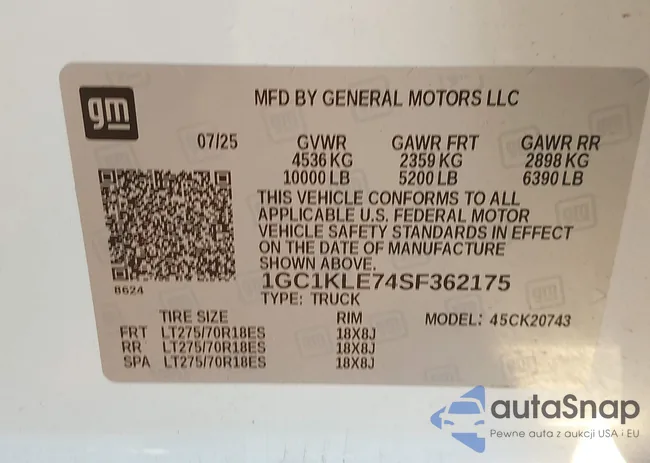 gm
MFD BY GENERAL MOTORS LLC
07/25 GVWR GAWR FRT GAWR RR
4536 KG 2359 KG 2898 KG
10000 LB 5200 LB 6390 LB
THIS VEHICLE CONFORMS TO ALL
APPLICABLE U.S. FEDERAL MOTOR
VEHICLE SAFETY STANDARDS IN EFFECT
ON THE DATE OF MANUFACTURE
SHOWN ABOVE.
8624
1GC1KLE74SF362175
TYPE: TRUCK
TIRE SIZE RIM MODEL: 45CK20743
FRT LT275/70R18ES 18X8J
RR LT275/70R18ES 18X8J
SPA LT275/70R18ES 18X8J
autaSnap
Pewne auta z aukcji USA i EU